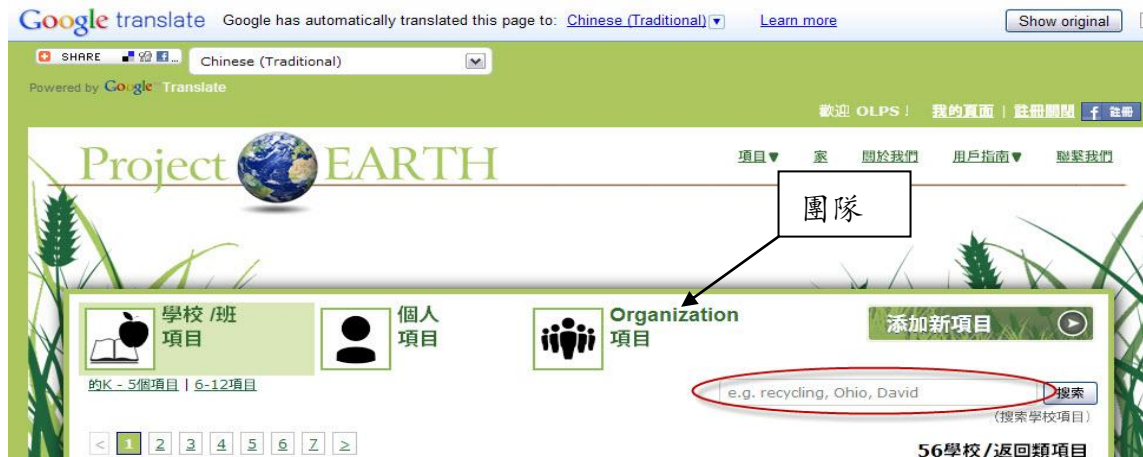 Google translate Google has automatically translated this page to: Chinese (Traditional) ▼ Learn more Show original
SHARE Chinese (Traditional)
Powered by Google Translate
歡迎 OLPS！ 我的頁面 | 註冊關閉 f 註冊
Project EARTH 項目▼ 家 關於我們 用戶指南▼ 聯繫我們
團隊
學校 /班
項目
個人
項目
Organization
項目
添加新項目
的K - 5個項目 | 6-12項目
e.g. recycling, Ohio, David 搜索
(搜索學校項目)
< 1 2 3 4 5 6 7 >
56學校/返回類項目